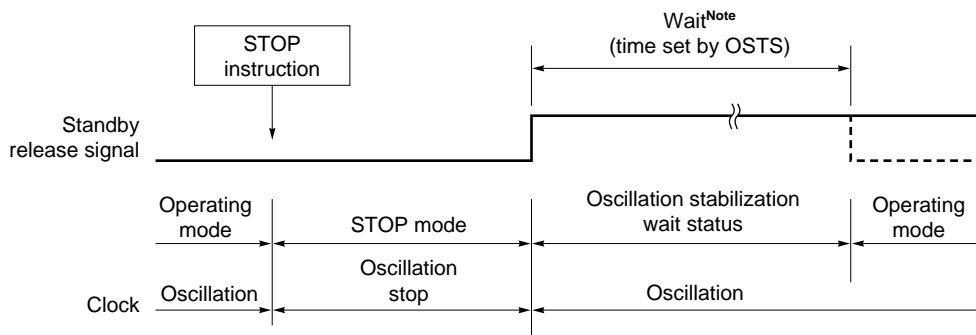 Wait Note
(time set by OSTS)
STOP
instruction
Standby
release signal
Operating
mode
STOP mode
Oscillation stabilization
wait status
Operating
mode
Clock
Oscillation
Oscillation
stop
Oscillation